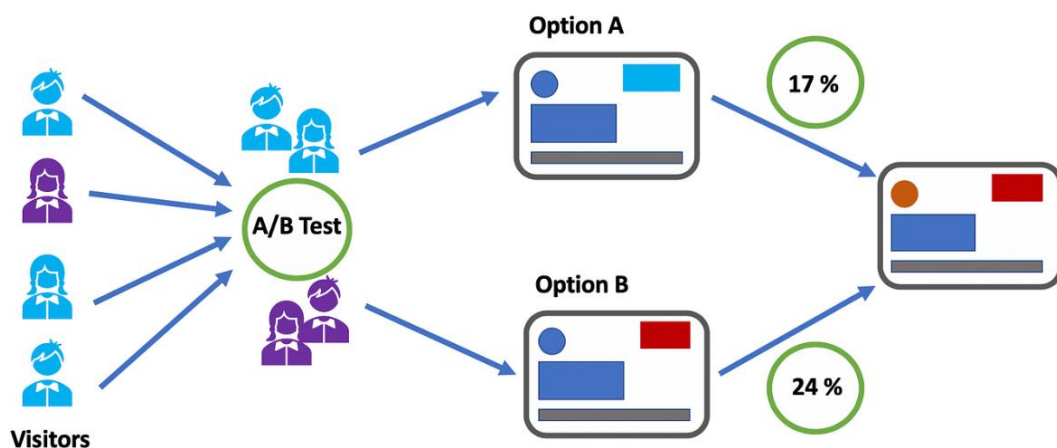 Option A
17 %
A/B Test
Option B
24 %
Visitors